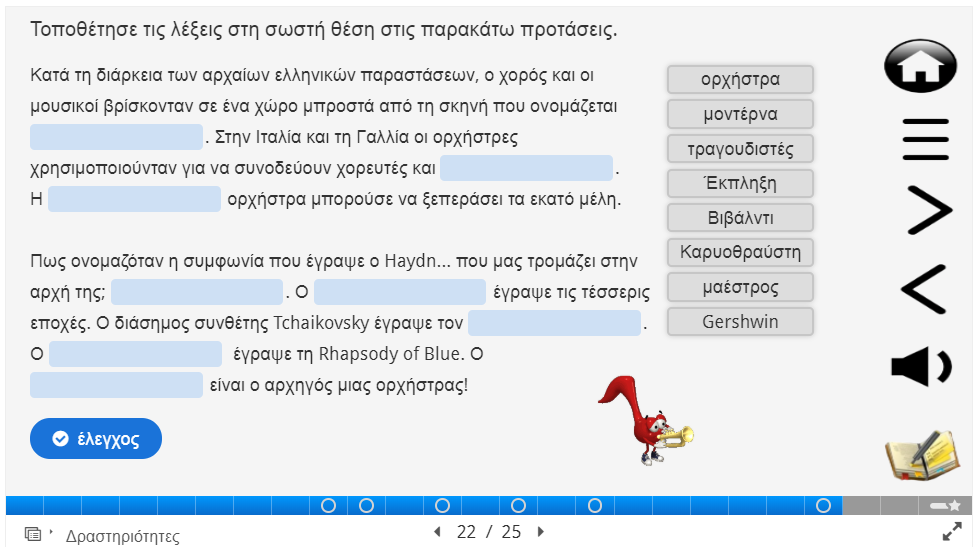 Τοποθέτησε τις λέξεις στη σωστή θέση στις παρακάτω προτάσεις.
Κατά τη διάρκεια των αρχαίων ελληνικών παραστάσεων, ο χορός και οι
μουσικοί βρίσκονταν σε ένα χώρο μπροστά από τη σκηνή που ονομάζεται
. Στην Ιταλία και τη Γαλλία οι ορχήστρες
χρησιμοποιούνταν για να συνοδεύουν χορευτές και .
Η ορχήστρα μπορούσε να ξεπεράσει τα εκατό μέλη.
Πως ονομαζόταν η συμφωνία που έγραψε ο Haydn... που μας τρομάζει στην
αρχή της; . Ο έγραψε τις τέσσερις
εποχές. Ο διάσημος συνθέτης Tchaikovsky έγραψε τον .
Ο έγραψε τη Rhapsody of Blue. Ο
είναι ο αρχηγός μιας ορχήστρας!
ορχήστρα
μοντέρνα
τραγουδιστές
Έκπληξη
Βιβάλντι
Καρυοθραύστη
μαέστρος
Gershwin
έλεγχος
Δραστηριότητες
22 / 25